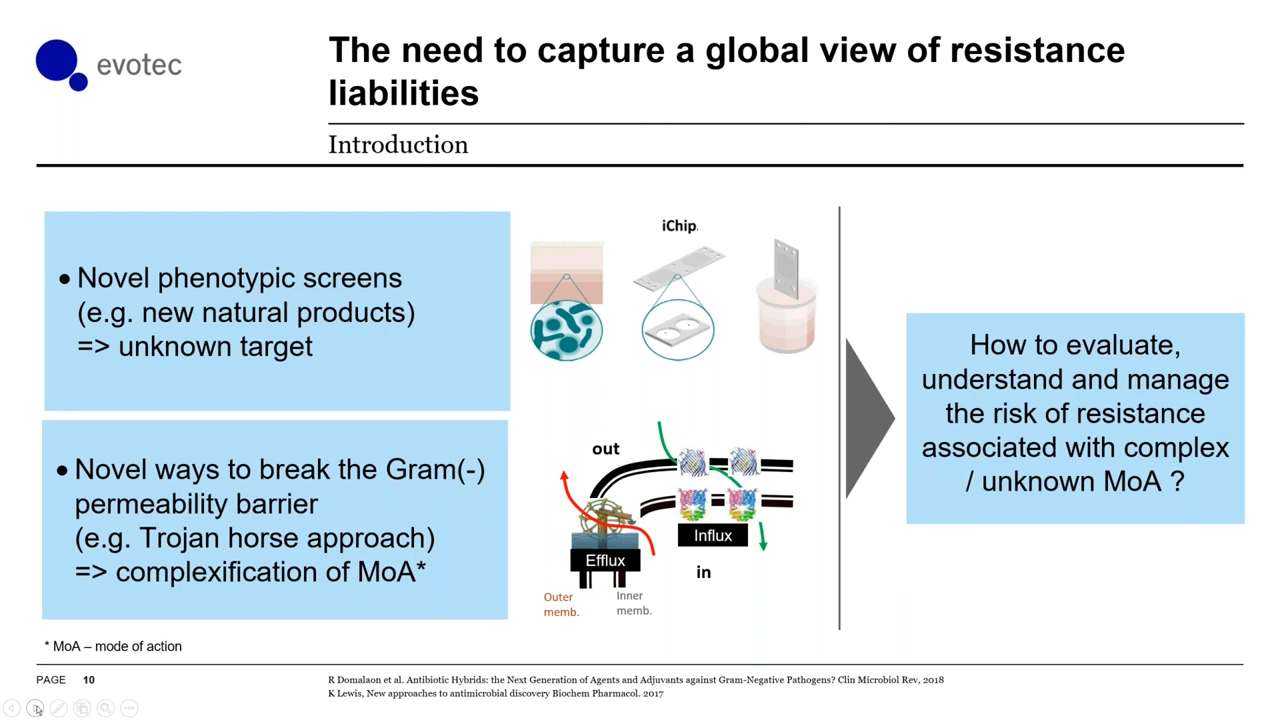 evotec
The need to capture a global view of resistance
liabilities
Introduction
• Novel phenotypic screens
(e.g. new natural products)
=> unknown target
• Novel ways to break the Gram(-)
permeability barrier
(e.g. Trojan horse approach)
=> complexification of MoA*
iChip.
out
Influx
Efflux
in
Outer
memb.
Inner
memb.
How to evaluate,
understand and manage
the risk of resistance
associated with complex
/ unknown MoA ?
* MoA – mode of action
PAGE 10
R Domalaon et al. Antibiotic Hybrids: the Next Generation of Agents and Adjuvants against Gram-Negative Pathogens? Clin Microbiol Rev, 2018
K Lewis, New approaches to antimicrobial discovery Biochem Pharmacol. 2017